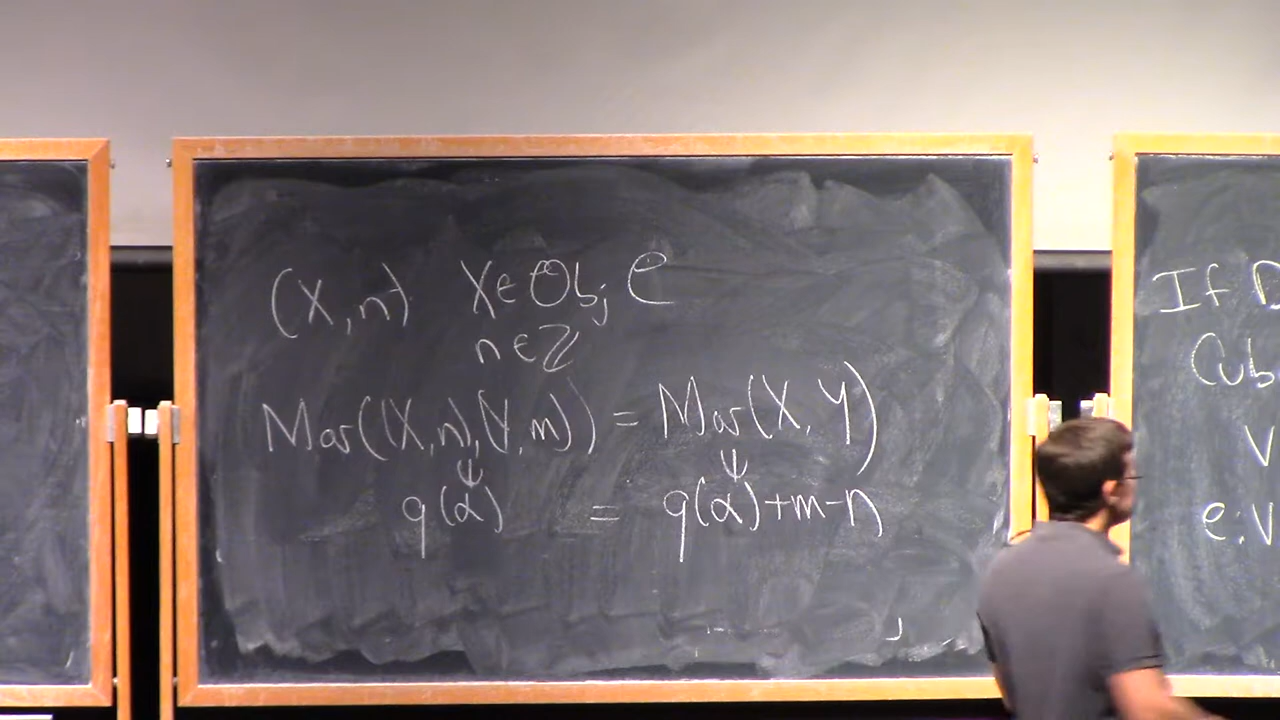 (X,n) X∈Obj C
n∈ℤ
Mor((X,n),(Y,m)) = Mor(X,Y)
ψ ψ
q(α) = q(α)+m-n
If
Cub
V
e:V